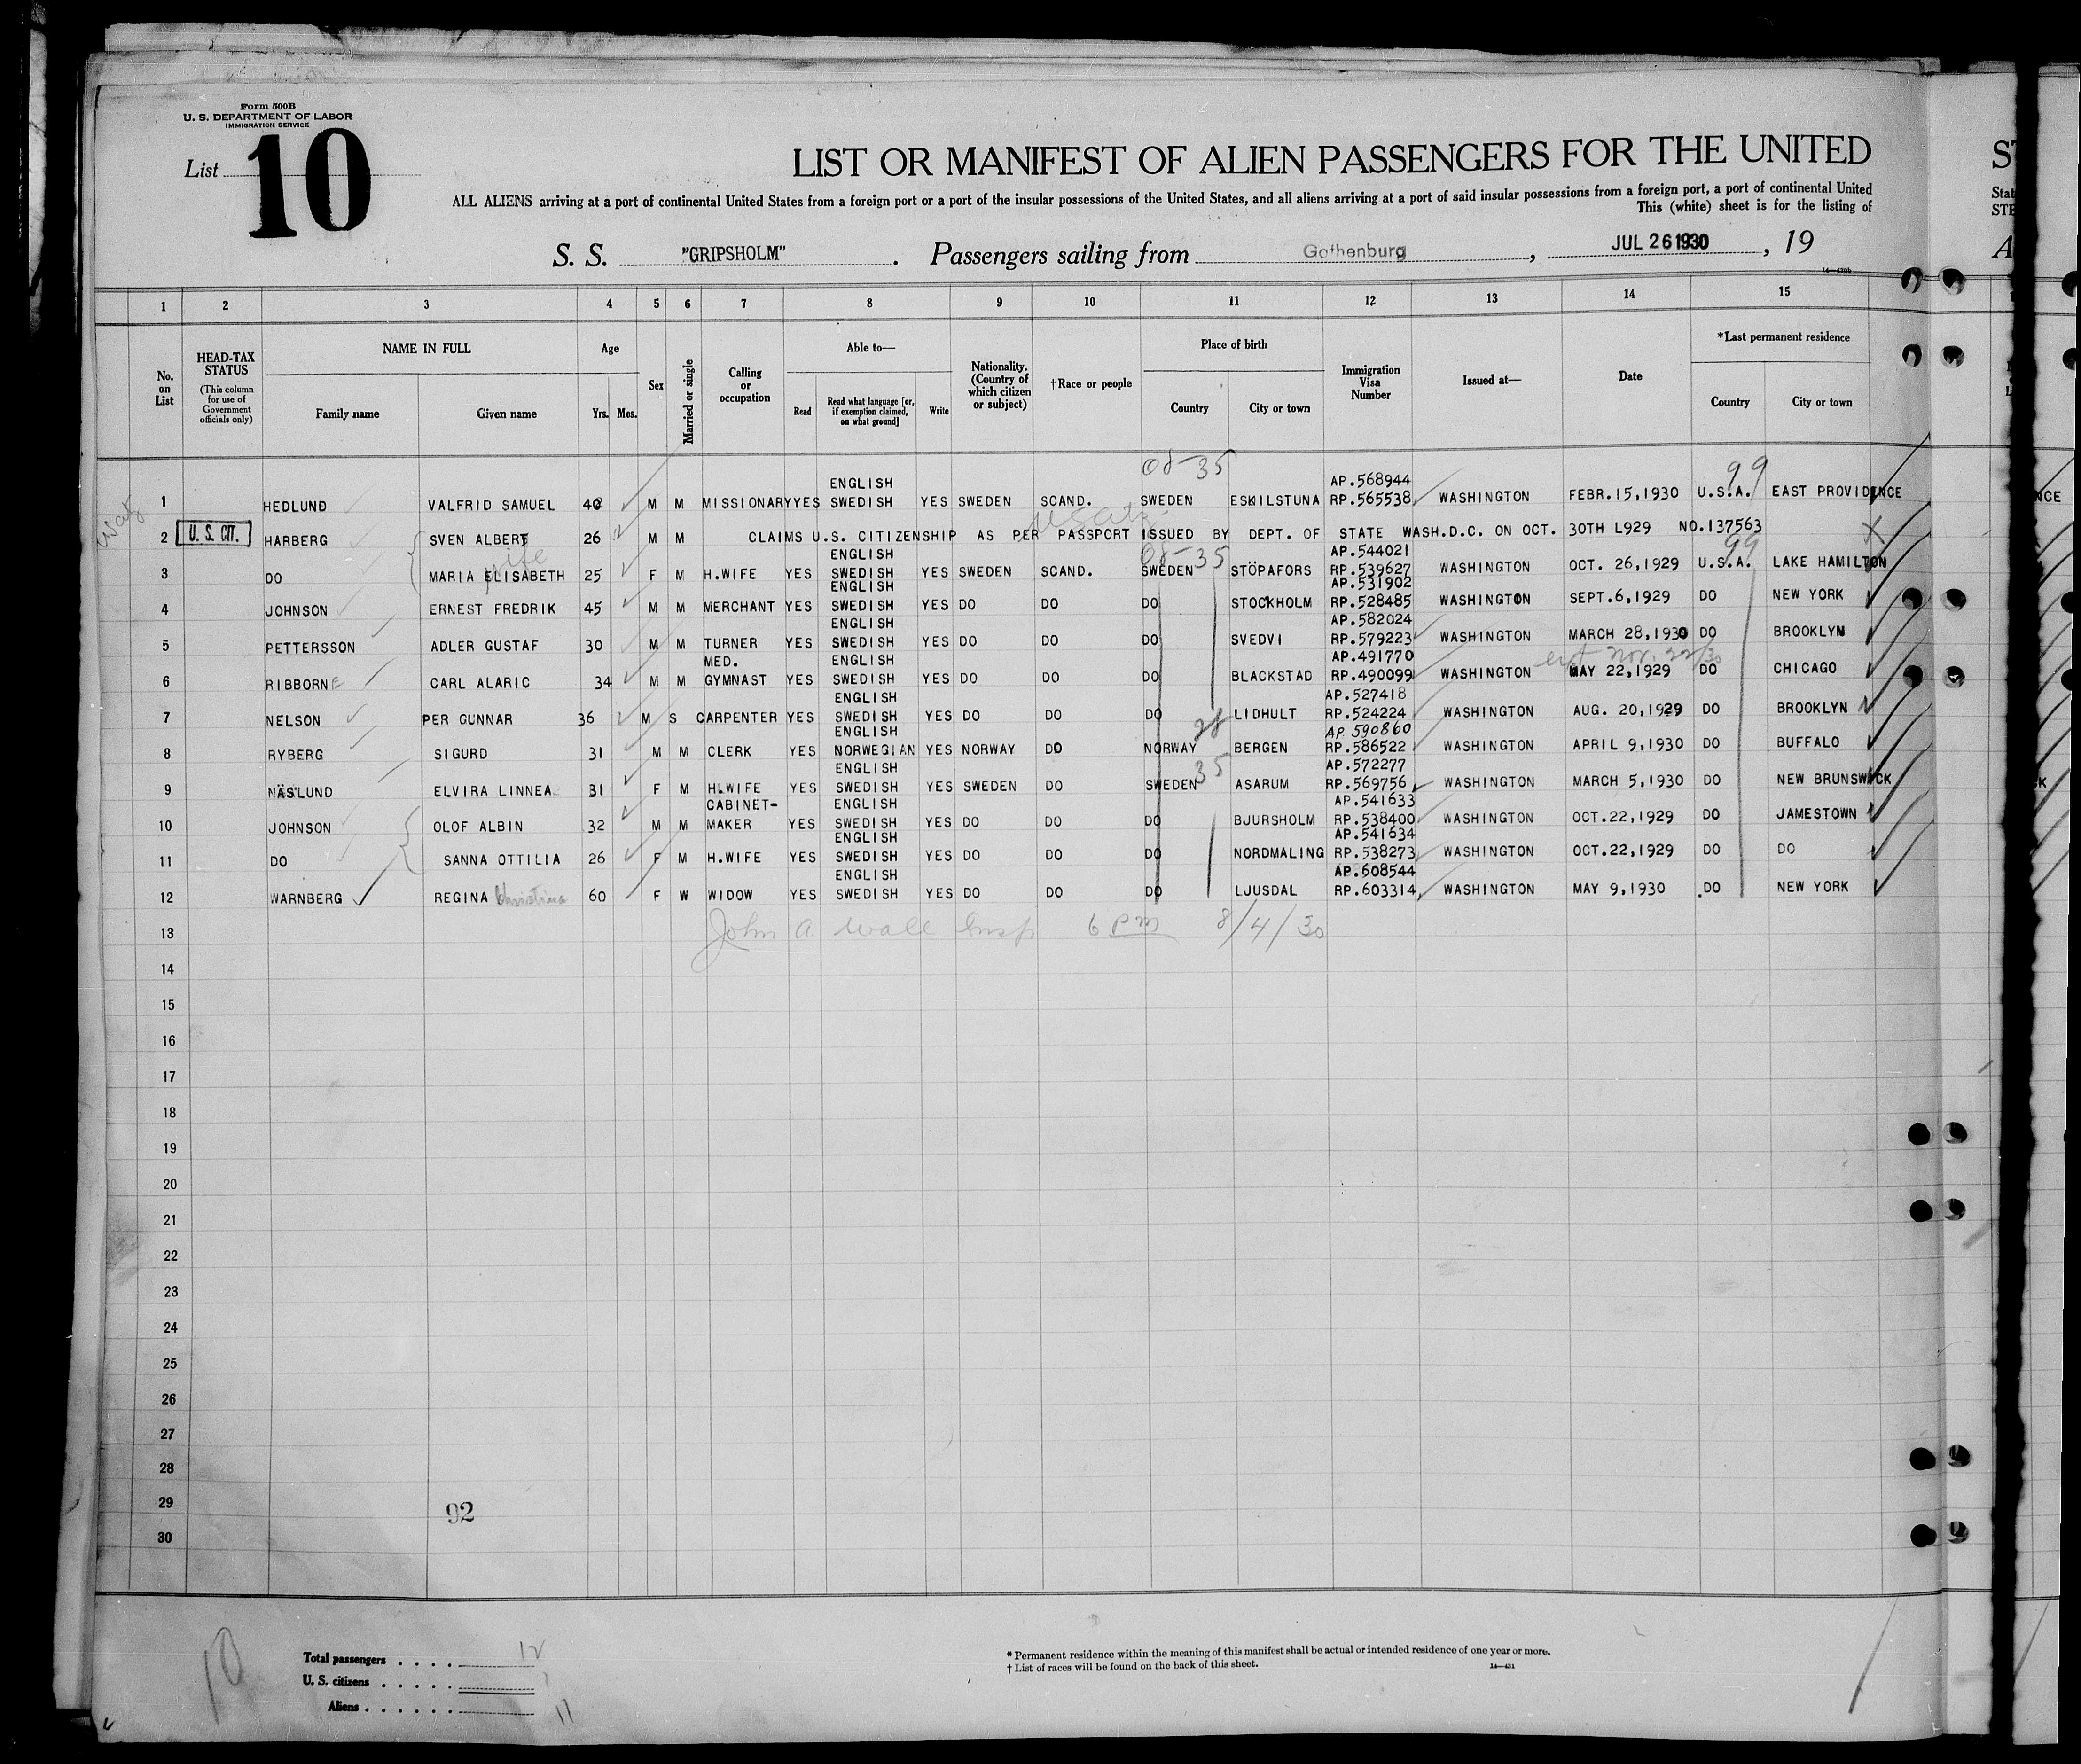 Form 500B
U. S. DEPARTMENT OF LABOR
IMMIGRATION SERVICE
List 10
LIST OR MANIFEST OF ALIEN PASSENGERS FOR THE UNITED
ALL ALIENS arriving at a port of continental United States from a foreign port or a port of the insular possessions of the United States, and all aliens arriving at a port of said insular possessions from a foreign port, a port of continental United
This (white) sheet is for the listing of
S. S. "GRIPSHOLM". Passengers sailing from Gothenburg, JUL 26 1930, 19
1 2 3 4 5 6 7 8 9 10 11 12 13 14 15
No. on List
HEAD-TAX STATUS (This column for use of Government officials only)
NAME IN FULL Family name Given name
Age Yrs. Mos.
Sex
Married or single
Calling or occupation
Able to— Read Read what language [or, if exemption claimed, on what ground] Write
Nationality. (Country of which citizen or subject)
†Race or people
Place of birth Country City or town
Immigration Visa Number
Issued at—
Date
*Last permanent residence Country City or town
35 99
ENGLISH AP.568944
1 HEDLUND VALFRID SAMUEL 40 M M MISSIONARY YES SWEDISH YES SWEDEN SCAND. SWEDEN ESKILSTUNA RP.565538 WASHINGTON FEBR.15,1930 U.S.A. EAST PROVIDENCE
2 U. S. CIT. HARBERG SVEN ALBERT 26 M M CLAIMS U.S. CITIZENSHIP AS PER PASSPORT ISSUED BY DEPT. OF STATE WASH.D.C. ON OCT. 30TH L929 NO.137563
wife ENGLISH 35 AP.544021 99
3 DO MARIA ELISABETH 25 F M H.WIFE YES SWEDISH YES SWEDEN SCAND. SWEDEN STÖPAFORS RP.539627 WASHINGTON OCT. 26,1929 U.S.A. LAKE HAMILTON
ENGLISH AP.531902
4 JOHNSON ERNEST FREDRIK 45 M M MERCHANT YES SWEDISH YES DO DO DO STOCKHOLM RP.528485 WASHINGTON SEPT.6,1929 DO NEW YORK
ENGLISH AP.582024
5 PETTERSSON ADLER GUSTAF 30 M M TURNER YES SWEDISH YES DO DO DO SVEDVI RP.579223 WASHINGTON MARCH 28,1930 DO BROOKLYN
MED. ENGLISH AP.491770 ext Nov. 22/30
6 RIBBORNE CARL ALARIC 34 M M GYMNAST YES SWEDISH YES DO DO DO BLACKSTAD RP.490099 WASHINGTON MAY 22,1929 DO CHICAGO
ENGLISH AP.527418
7 NELSON PER GUNNAR 36 M S CARPENTER YES SWEDISH YES DO DO DO LIDHULT RP.524224 WASHINGTON AUG. 20,1929 DO BROOKLYN
ENGLISH 28 AP.590860
8 RYBERG SIGURD 31 M M CLERK YES NORWEGIAN YES NORWAY DO NORWAY BERGEN RP.586522 WASHINGTON APRIL 9,1930 DO BUFFALO
ENGLISH 35 AP.572277
9 NÄSLUND ELVIRA LINNEA 31 F M H.WIFE YES SWEDISH YES SWEDEN DO SWEDEN ASARUM RP.569756 WASHINGTON MARCH 5,1930 DO NEW BRUNSWICK
CABINET- ENGLISH AP.541633
10 JOHNSON OLOF ALBIN 32 M M MAKER YES SWEDISH YES DO DO DO BJURSHOLM RP.538400 WASHINGTON OCT.22,1929 DO JAMESTOWN
ENGLISH AP.541634
11 DO SANNA OTTILIA 26 F M H.WIFE YES SWEDISH YES DO DO DO NORDMALING RP.538273 WASHINGTON OCT.22,1929 DO DO
ENGLISH AP.608544
12 WARNBERG REGINA Christina 60 F W WIDOW YES SWEDISH YES DO DO DO LJUSDAL RP.603314 WASHINGTON MAY 9,1930 DO NEW YORK
13 John A Wall Insp 6 PM 8/4/30
14
15
16
17
18
19
20
21
22
23
24
25
26
27
28
29
92
30
10
Total passengers . . . . 12
U. S. citizens . . . . .
Aliens . . . . . . 11
* Permanent residence within the meaning of this manifest shall be actual or intended residence of one year or more.
† List of races will be found on the back of this sheet.
14—431